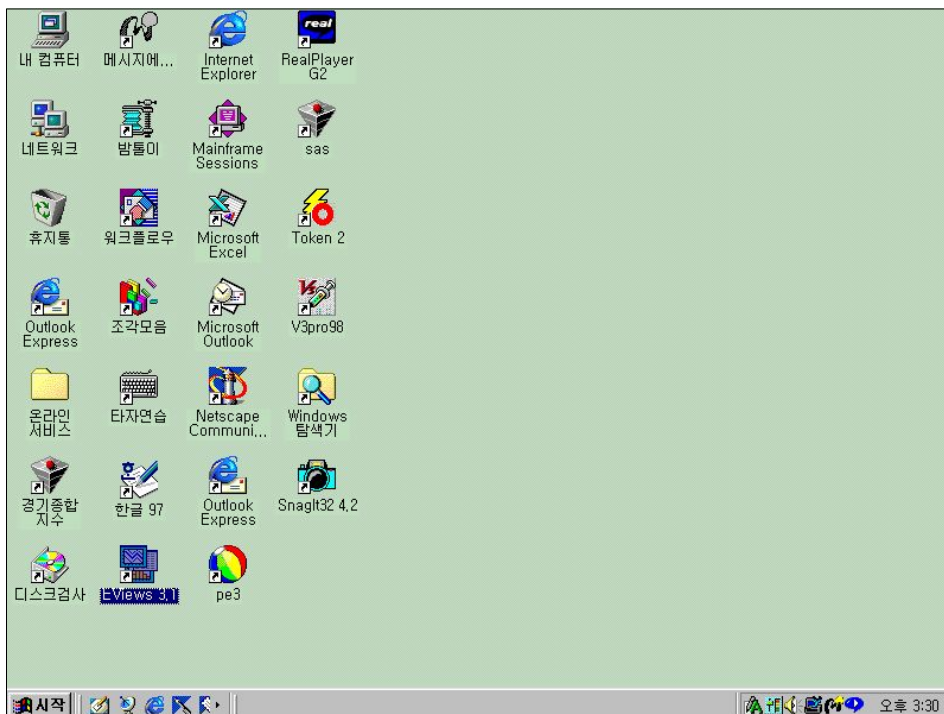 내 컴퓨터
메시지에...
Internet
Explorer
real
RealPlayer
G2
네트워크
밤톨이
Mainframe
Sessions
sas
휴지통
워크플로우
Microsoft
Excel
Token 2
Outlook
Express
조각모음
Microsoft
Outlook
V3
V3pro98
온라인
서비스
타자연습
Netscape
Communi...
Windows
탐색기
경기종합
지수
한글 97
Outlook
Express
SnagIt32 4.2
디스크검사
EViews 3.1
pe3
시작
오후 3:30